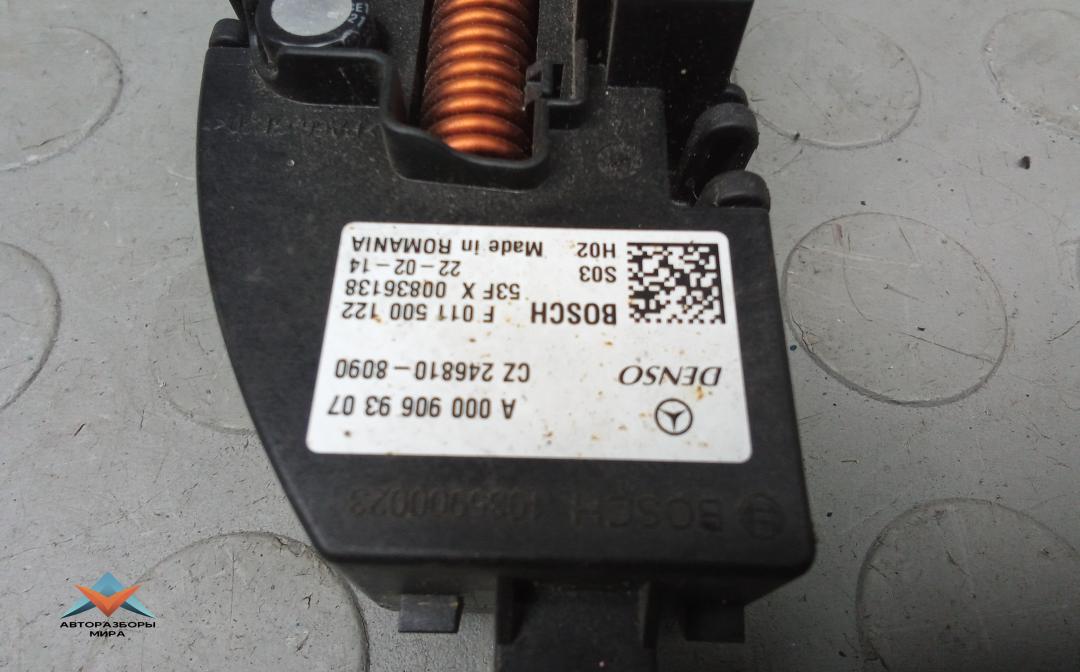 A 000 906 93 07
DENSO CZ 246810-8090
BOSCH F 011 500 122
53F X 00836138
S03 22-02-14
H02 Made in ROMANIA
BOSCH
АВТОРАЗБОРЫ
МИРА